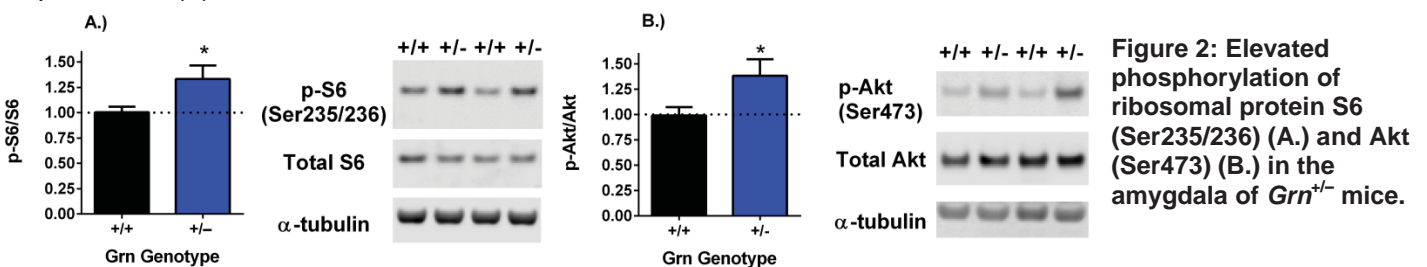 A.)
p-S6/S6
1.50
1.25
1.00
0.75
0.50
0.25
0.00
*
+/+
+/−
Grn Genotype
+/+ +/- +/+ +/-
p-S6
(Ser235/236)
Total S6
α-tubulin
B.)
p-Akt/Akt
1.50
1.25
1.00
0.75
0.50
0.25
0.00
*
+/+
+/-
Grn Genotype
+/+ +/- +/+ +/-
p-Akt
(Ser473)
Total Akt
α-tubulin
Figure 2: Elevated
phosphorylation of
ribosomal protein S6
(Ser235/236) (A.) and Akt
(Ser473) (B.) in the
amygdala of Grn+/− mice.